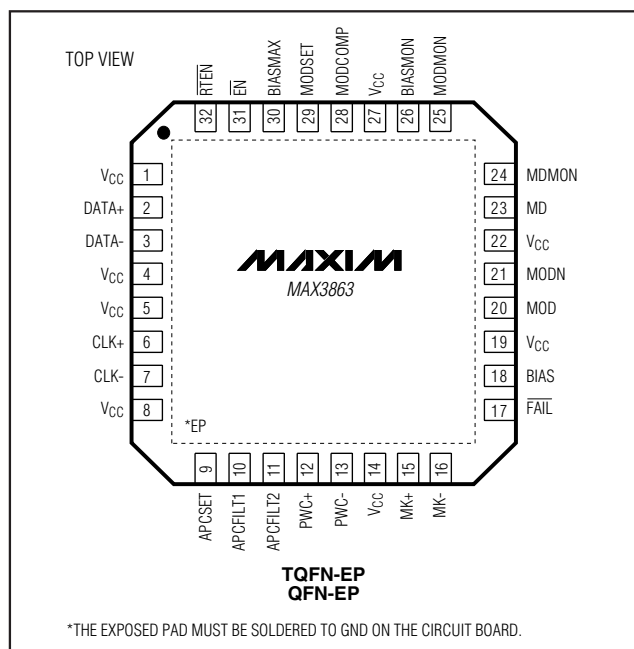 TOP VIEW
RTEN
EN
BIASMAX
MODSET
MODCOMP
VCC
BIASMON
MODMON
32 31 30 29 28 27 26 25
VCC 1
DATA+ 2
DATA- 3
VCC 4
VCC 5
CLK+ 6
CLK- 7
VCC 8
MAXIM
MAX3863
24 MDMON
23 MD
22 VCC
21 MODN
20 MOD
19 VCC
18 BIAS
17 FAIL
*EP
9 10 11 12 13 14 15 16
APCSET
APCFILT1
APCFILT2
PWC+
PWC-
VCC
MK+
MK-
TQFN-EP
QFN-EP
*THE EXPOSED PAD MUST BE SOLDERED TO GND ON THE CIRCUIT BOARD.